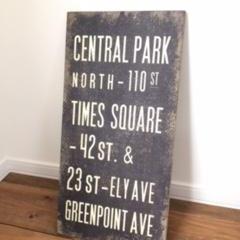 CENTRAL PARK
NORTH-110 ST
TIMES SQUARE
-42 ST. &
23 ST-ELY AVE
GREENPOINT AVE